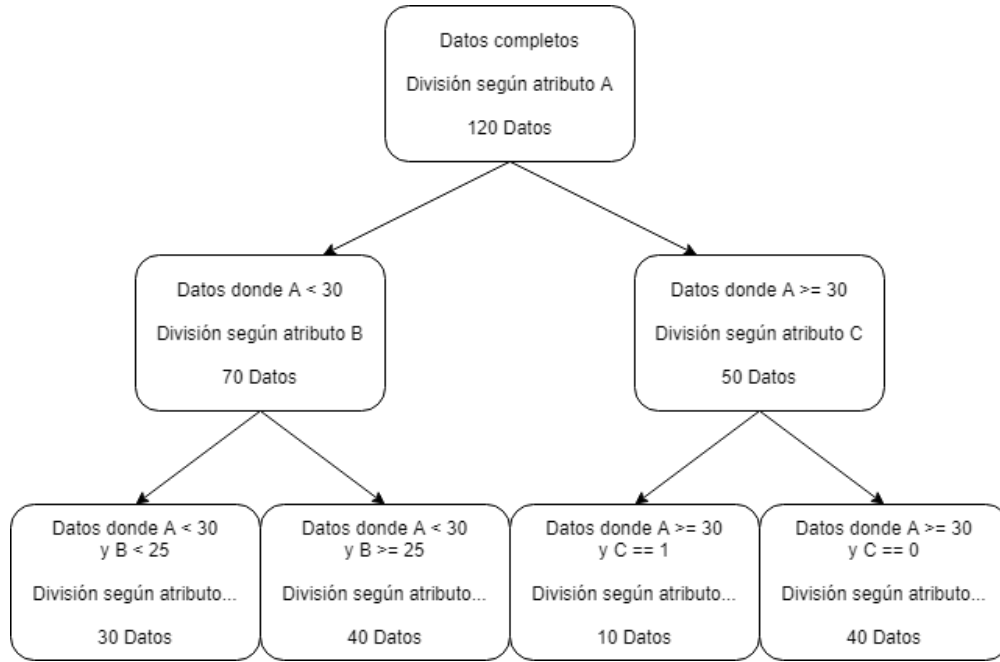 Datos completos
División según atributo A
120 Datos
Datos donde A < 30
División según atributo B
70 Datos
Datos donde A >= 30
División según atributo C
50 Datos
Datos donde A < 30
y B < 25
División según atributo...
30 Datos
Datos donde A < 30
y B >= 25
División según atributo...
40 Datos
Datos donde A >= 30
y C == 1
División según atributo...
10 Datos
Datos donde A >= 30
y C == 0
División según atributo...
40 Datos